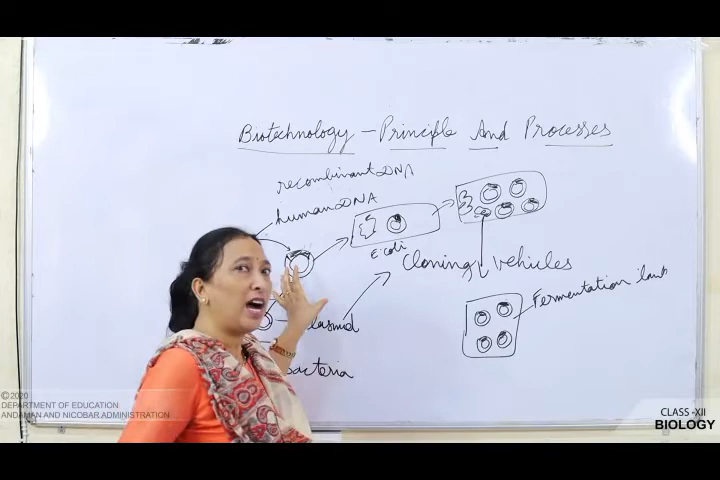 Biotechnology - Principle And Processes
recombinant DNA
human DNA
E.coli
Cloning vehicles
Fermentation tank
plasmid
bacteria
©2020
DEPARTMENT OF EDUCATION
ANDAMAN AND NICOBAR ADMINISTRATION
CLASS -XII
BIOLOGY